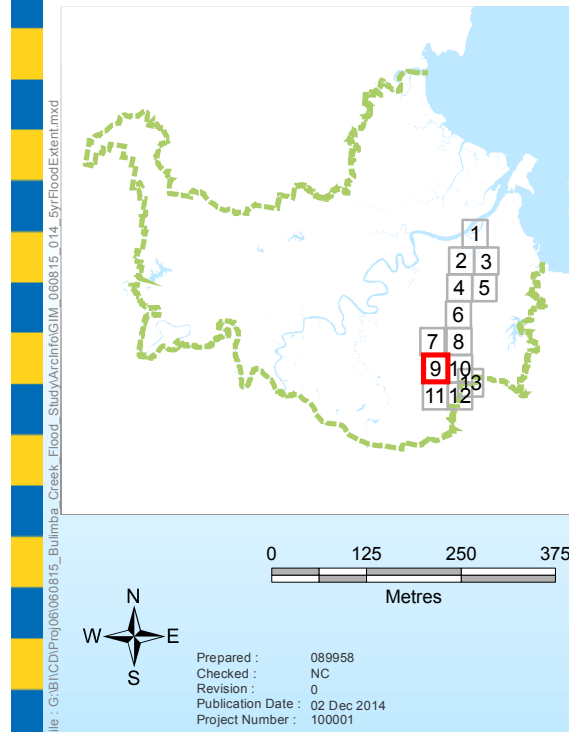 ile : G:\BI\CD\Proj06\060815_Bulimba_Creek_Flood_Study\ArcInfo\GIM_060815_014_5yrFloodExtent.mxd
1
2 3
4 5
6
7 8
9 10
13
11 12
0 125 250 375
Metres
N
W E
S
Prepared : 089958
Checked : NC
Revision : 0
Publication Date : 02 Dec 2014
Project Number : 100001